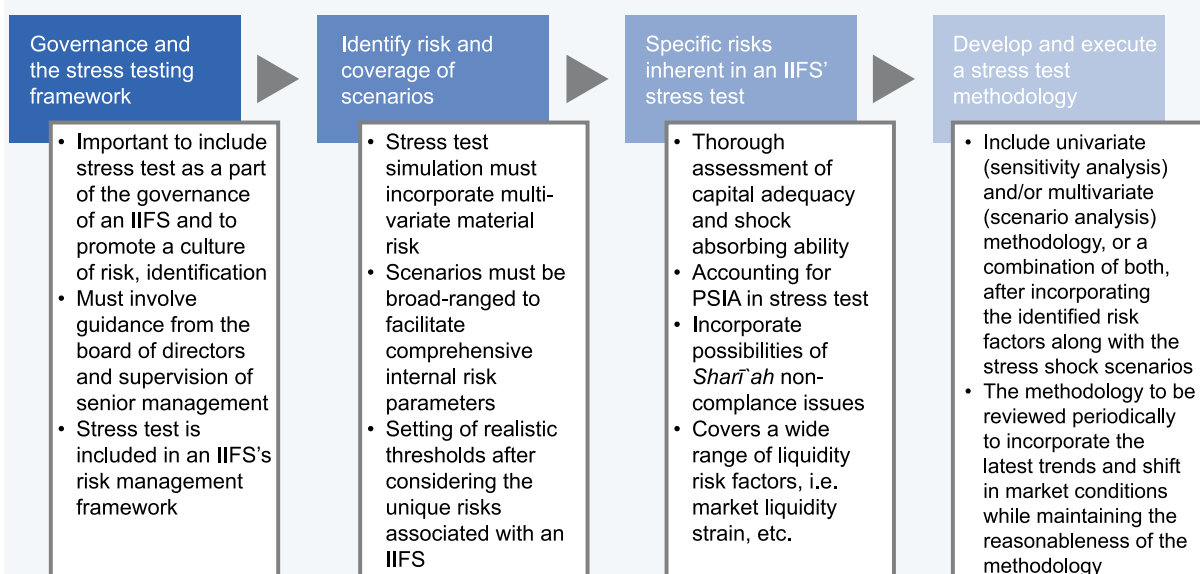 Governance and
the stress testing
framework
• Important to include
stress test as a part
of the governance
of an IIFS and to
promote a culture
of risk, identification
• Must involve
guidance from the
board of directors
and supervision of
senior management
• Stress test is
included in an IIFS's
risk management
framework
Identify risk and
coverage of
scenarios
• Stress test
simulation must
incorporate multi-
variate material
risk
• Scenarios must be
broad-ranged to
facilitate
comprehensive
internal risk
parameters
• Setting of realistic
thresholds after
considering the
unique risks
associated with an
IIFS
Specific risks
inherent in an IIFS’
stress test
• Thorough
assessment of
capital adequacy
and shock
absorbing ability
• Accounting for
PSIA in stress test
• Incorporate
possibilities of
Sharī`ah non-
compliance issues
• Covers a wide
range of liquidity
risk factors, i.e.
market liquidity
strain, etc.
Develop and execute
a stress test
methodology
• Include univariate
(sensitivity analysis)
and/or multivariate
(scenario analysis)
methodology, or a
combination of both,
after incorporating
the identified risk
factors along with the
stress shock scenarios
• The methodology to be
reviewed periodically
to incorporate the
latest trends and shift
in market conditions
while maintaining the
reasonableness of the
methodology